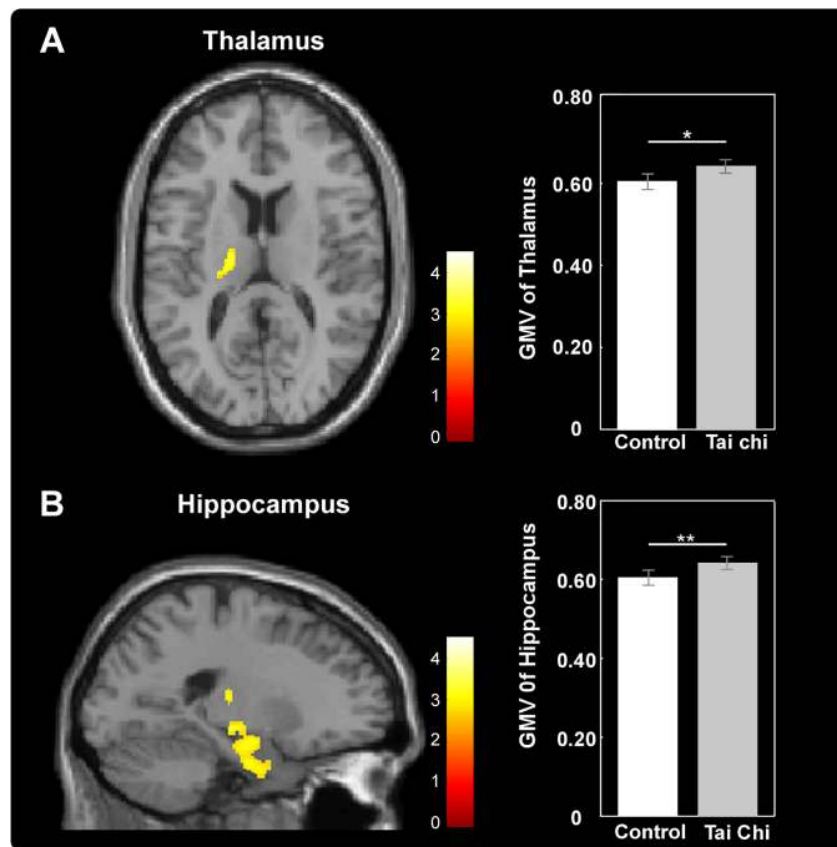 A
Thalamus
4
3
2
1
0
GMV of Thalamus
0.80
0.60
0.40
0.20
0
*
Control
Tai chi
B
Hippocampus
4
3
2
1
0
GMV 0f Hippocampus
0.80
0.60
0.40
0.20
0
**
Control
Tai Chi